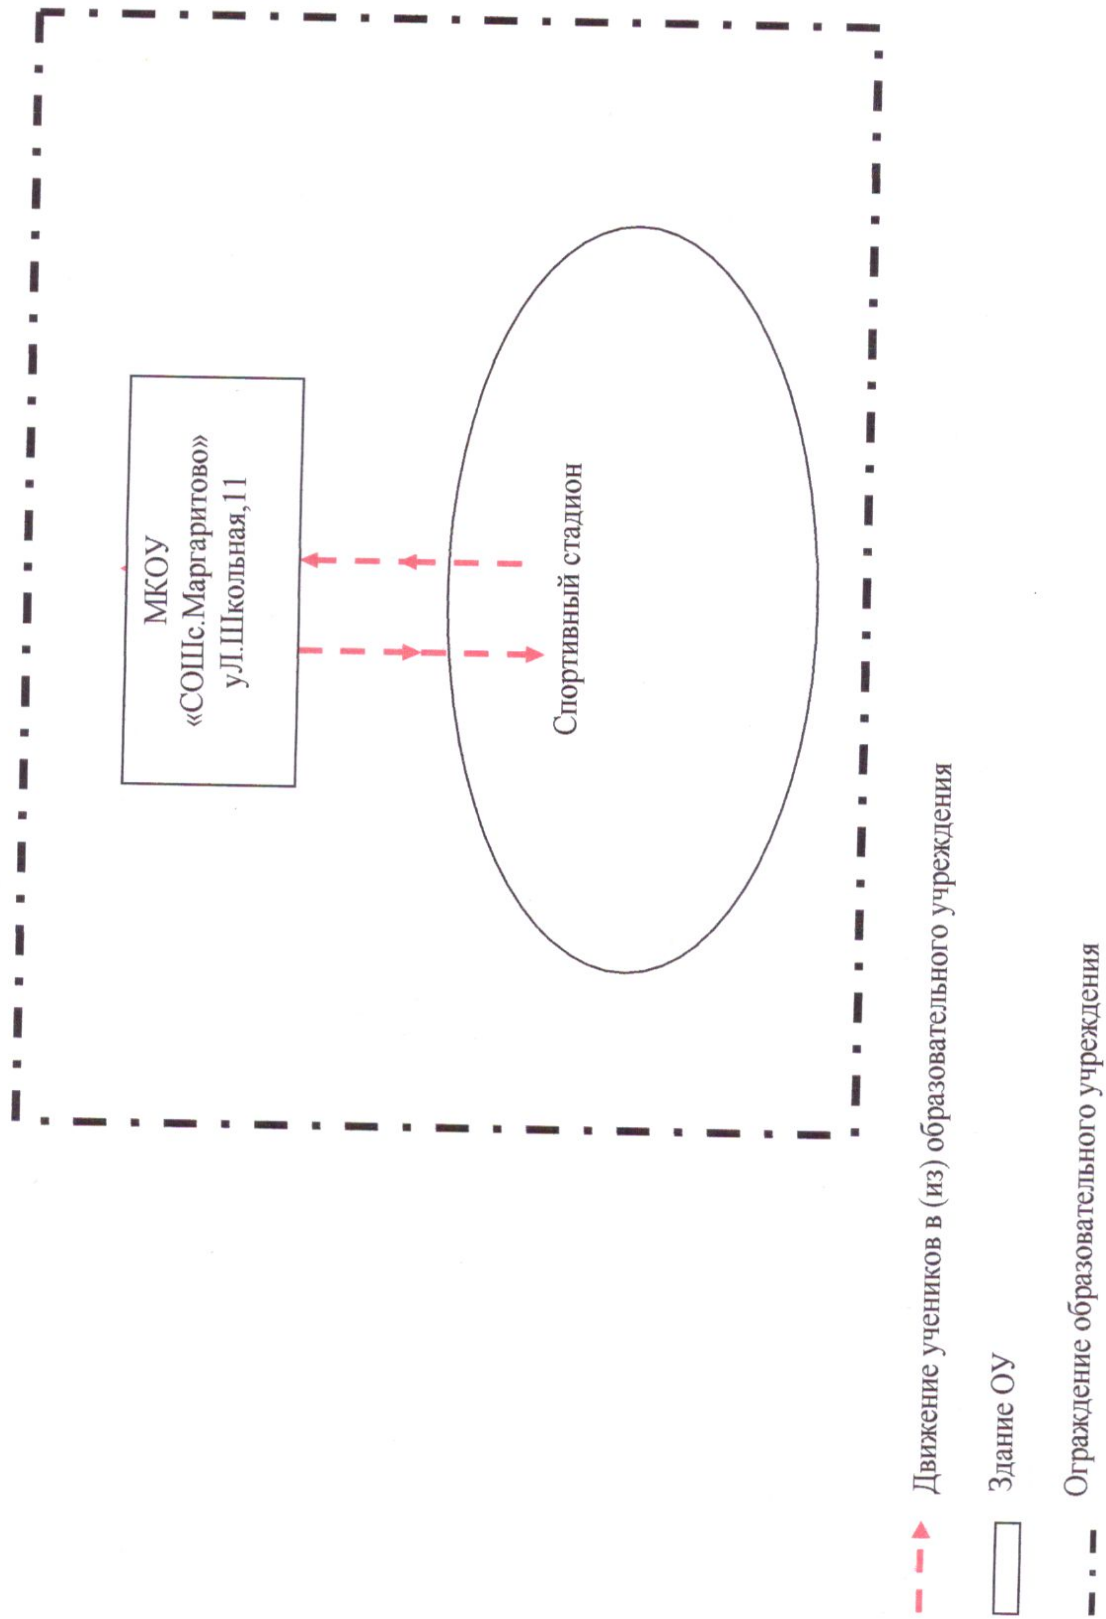 МКОУ
«СОШс.Маргаритово»
уЛ.Школьная,11
Спортивный стадион
Движение учеников в (из) образовательного учреждения
Здание ОУ
Ограждение образовательного учреждения